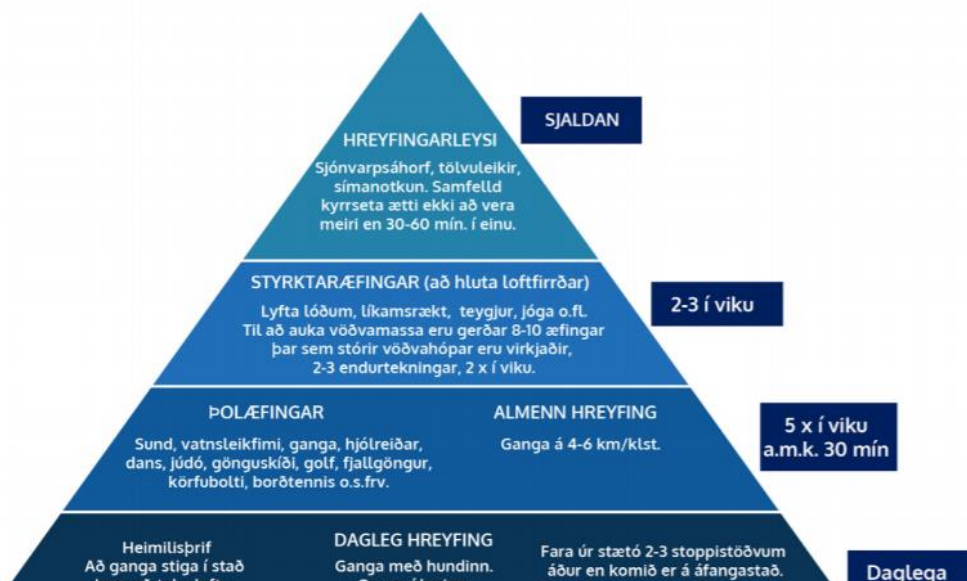 SJALDAN
HREYFINGARLEYSI
Sjónvarpsáhorf, tölvuleikir,
símanotkun. Samfelld
kyrrseta ætti ekki að vera
meiri en 30-60 mín. í einu.
STYRKTARÆFINGAR (að hluta loftfirrðar)
Lyfta lóðum, líkamsrækt, teygjur, jóga o.fl.
Til að auka vöðvamassa eru gerðar 8-10 æfingar
þar sem stórir vöðvahópar eru virkjaðir,
2-3 endurtekningar, 2 x í viku.
2-3 í viku
ÞOLÆFINGAR
Sund, vatnsleikfimi, ganga, hjólreiðar,
dans, júdó, gönguskíði, golf, fjallgöngur,
körfubolti, borðtennis o.s.frv.
ALMENN HREYFING
Ganga á 4-6 km/klst.
5 x í viku
a.m.k. 30 mín
Heimilisþrif
Að ganga stiga í stað
DAGLEG HREYFING
Ganga með hundinn.
Fara úr stætó 2-3 stoppistöðvum
áður en komið er á áfangastað.
Daglega